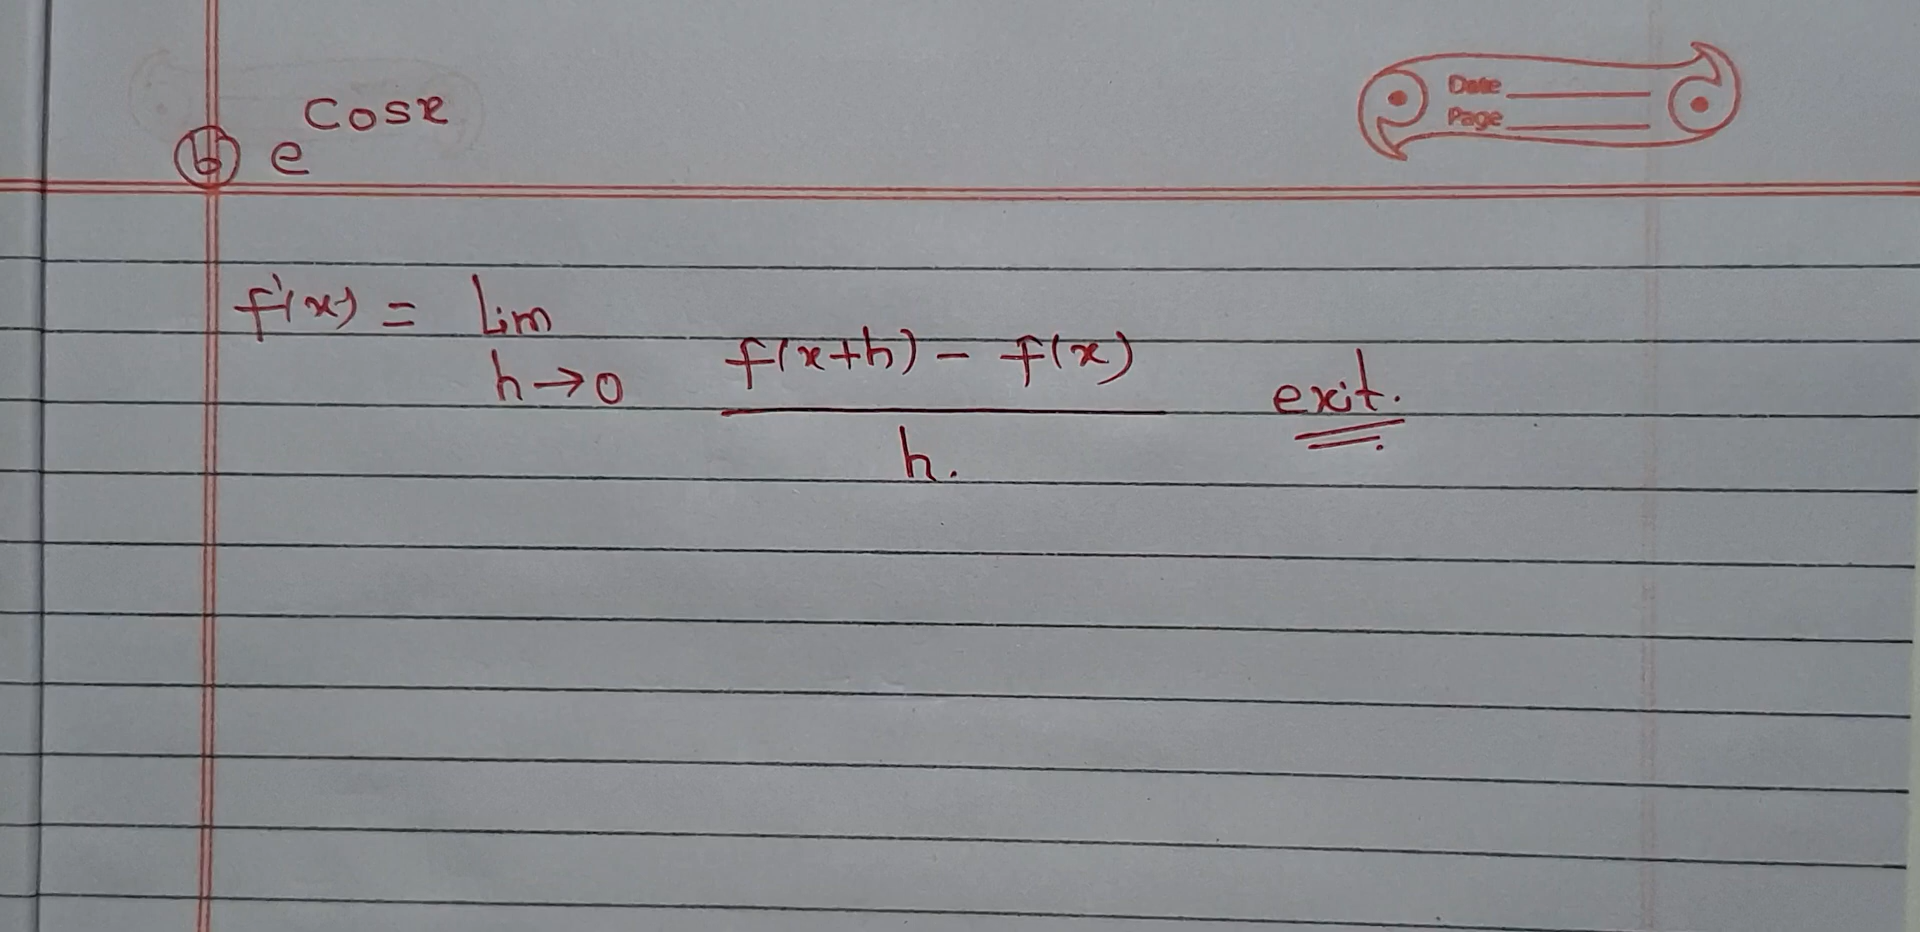 Date
Page
(b) e^cosx
f'(x) = Lim h→0 f(x+h) - f(x) / h. exit.